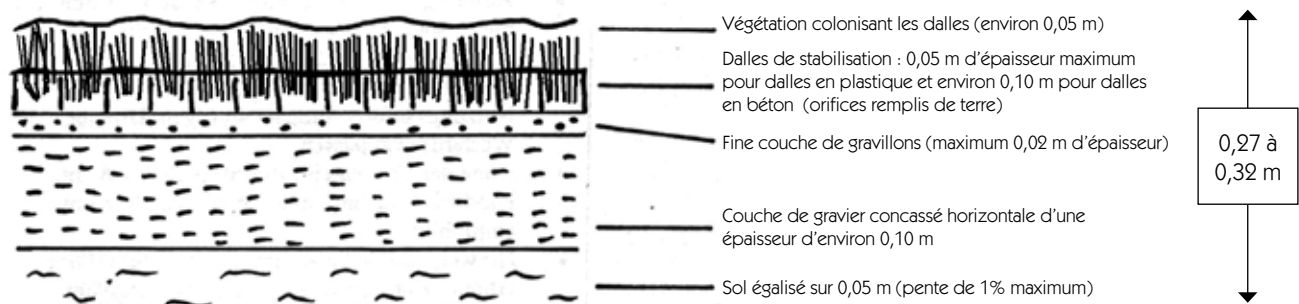 Végétation colonisant les dalles (environ 0,05 m)
Dalles de stabilisation : 0,05 m d'épaisseur maximum
pour dalles en plastique et environ 0,10 m pour dalles
en béton (orifices remplis de terre)
Fine couche de gravillons (maximum 0,02 m d'épaisseur)
Couche de gravier concassé horizontale d'une
épaisseur d'environ 0,10 m
Sol égalisé sur 0,05 m (pente de 1% maximum)
0,27 à
0,32 m